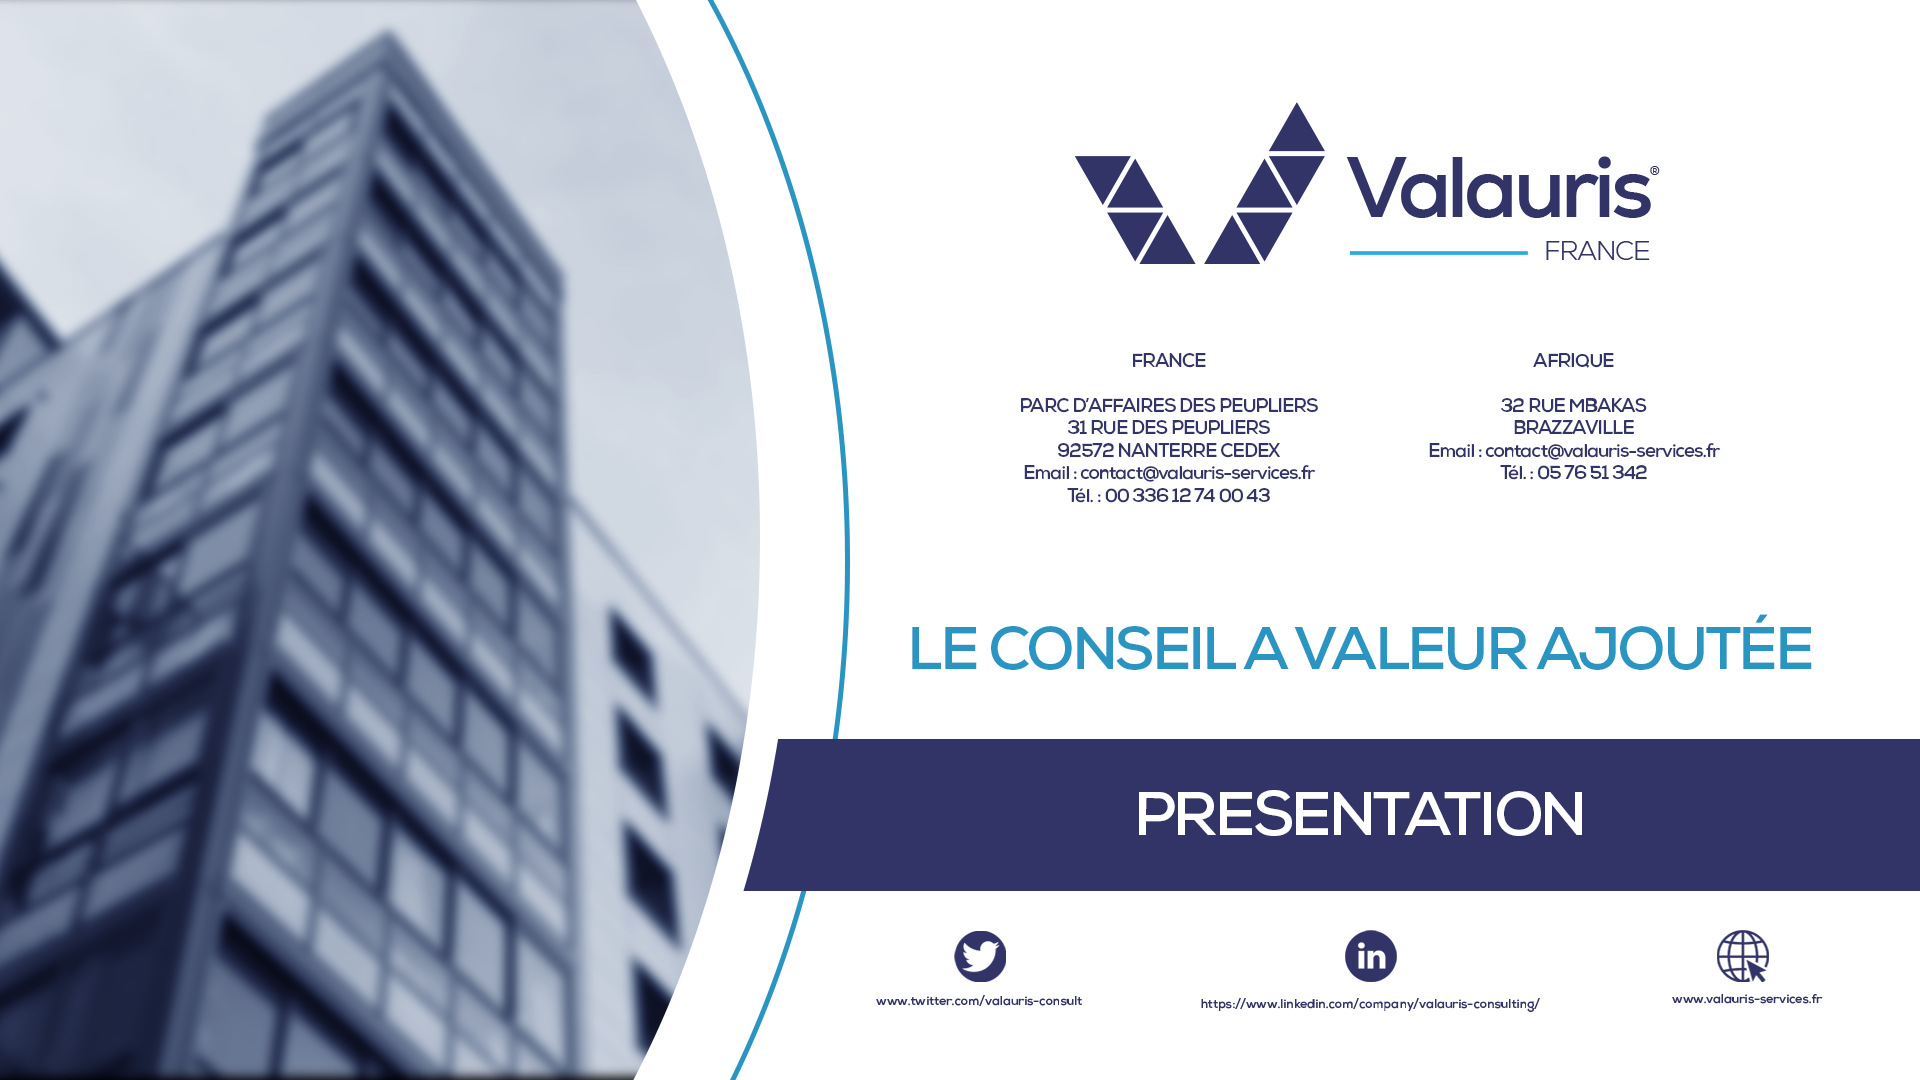 Valauris®
FRANCE
FRANCE
PARC D'AFFAIRES DES PEUPLIERS
31 RUE DES PEUPLIERS
92572 NANTERRE CEDEX
Email : contact@valauris-services.fr
Tél. : 00 336 12 74 00 43
AFRIQUE
32 RUE MBAKAS
BRAZZAVILLE
Email : contact@valauris-services.fr
Tél. : 05 76 51 342
LE CONSEIL A VALEUR AJOUTÉE
PRESENTATION
in
www.twitter.com/valauris-consult
https://www.linkedin.com/company/valauris-consulting/
www.valauris-services.fr